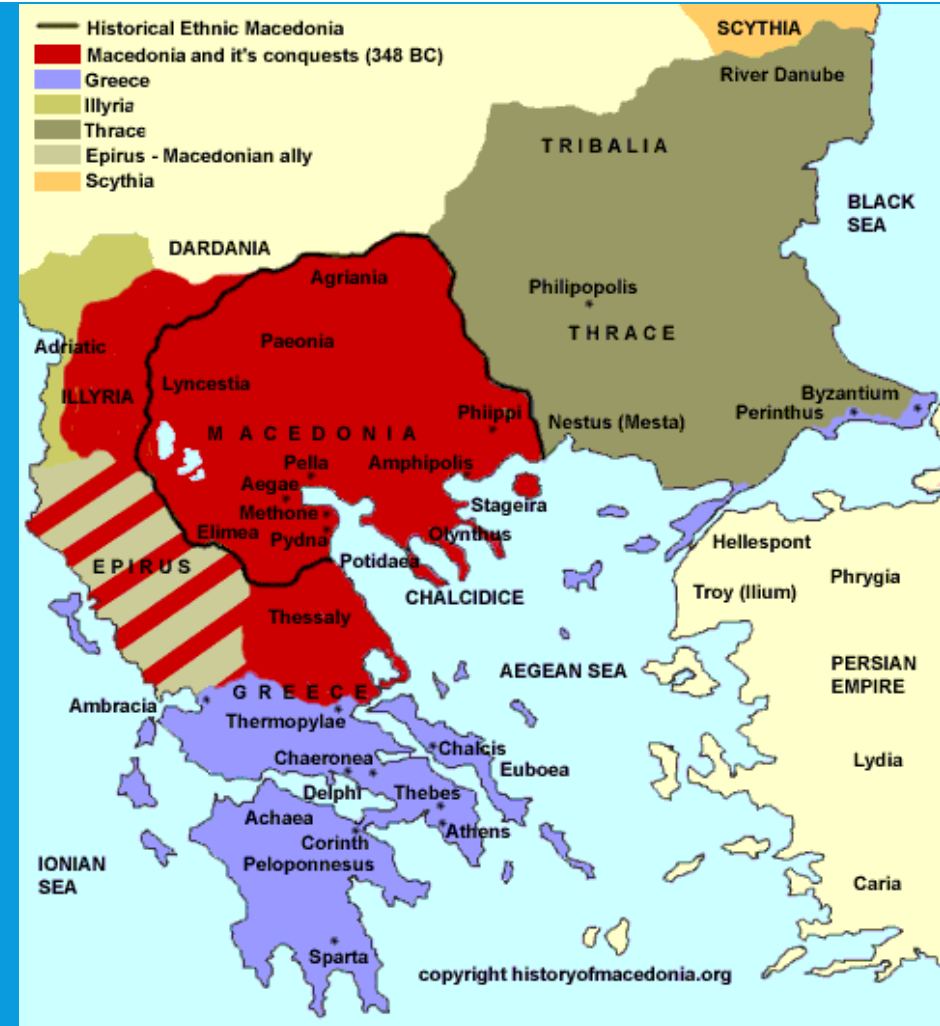 Historical Ethnic Macedonia
Macedonia and it's conquests (348 BC)
Greece
Illyria
Thrace
Epirus - Macedonian ally
Scythia
SCYTHIA
River Danube
TRIBALIA
BLACK
SEA
DARDANIA
Agriania
Philipopolis
THRACE
Paeonia
Adriatic
Lyncestia
ILLYRIA
Byzantium
Perinthus
Phiippi
Nestus (Mesta)
MACEDONIA
Pella
Amphipolis
Aegae
Stageira
Methone
Elimea
Pydna
Olynthus
Potidaea
Hellespont
EPIRUS
Phrygia
Troy (Ilium)
CHALCIDICE
Thessaly
AEGEAN SEA
PERSIAN
EMPIRE
GREECE
Ambracia
Thermopylae
Chalcis
Chaeronea
Euboea
Lydia
Delphi
Thebes
Achaea
Athens
Corinth
Peloponnesus
IONIAN
SEA
Caria
Sparta
copyright historyofmacedonia.org